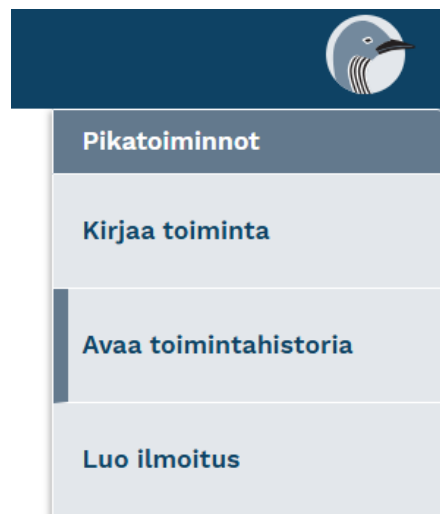 Pikatoiminnot
Kirjaa toiminta
Avaa toimintahistoria
Luo ilmoitus